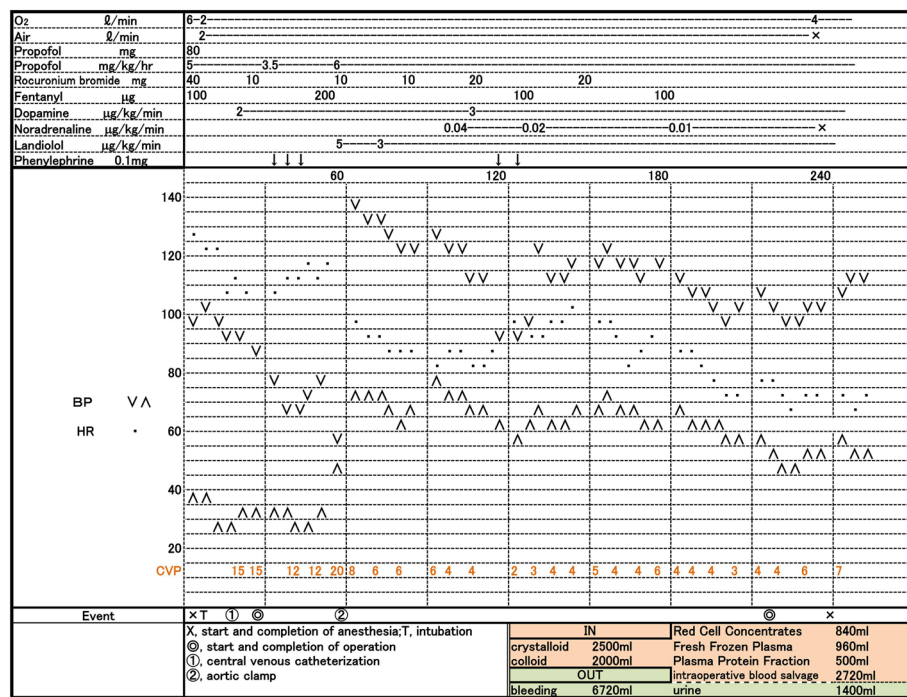 O₂ ℓ/min 6-2 4
Air ℓ/min 2 ×
Propofol mg 80
Propofol mg/kg/hr 5 3.5 6
Rocuronium bromide mg 40 10 10 10 20 20
Fentanyl μg 100 200 100 100
Dopamine μg/kg/min 2 3
Noradrenaline μg/kg/min 0.04 0.02 0.01 ×
Landiolol μg/kg/min 5 3
Phenylephrine 0.1mg ↓ ↓ ↓ ↓ ↓
60 120 180 240
140
120
100
80
BP ∨ ∧
HR ·
60
40
20
CVP 15 15 12 12 20 8 6 6 6 4 4 2 3 4 4 5 4 4 6 4 4 4 3 4 4 6 7
Event × T ① ◎ ② ◎ ×
X, start and completion of anesthesia;T, intubation
◎, start and completion of operation
①, central venous catheterization
②, aortic clamp
IN
crystalloid 2500ml
colloid 2000ml
OUT
bleeding 6720ml
Red Cell Concentrates 840ml
Fresh Frozen Plasma 960ml
Plasma Protein Fraction 500ml
intraoperative blood salvage 2720ml
urine 1400ml